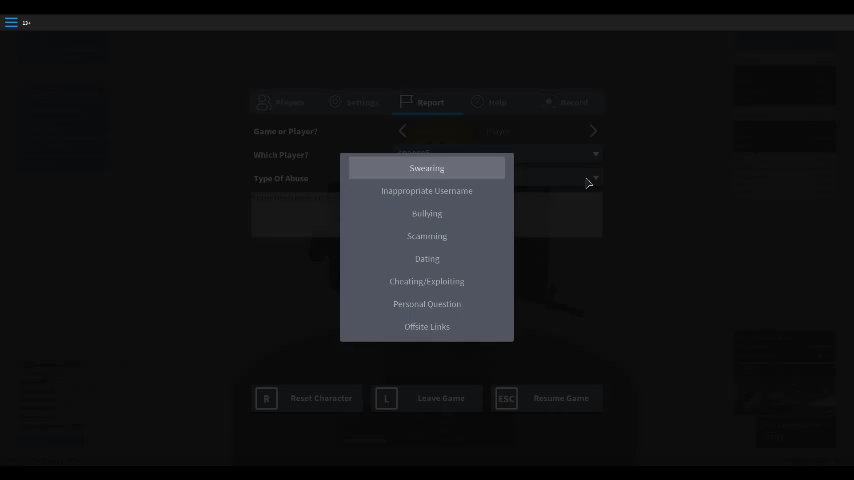 13+
Players
Settings
Report
Help
Record
Game or Player?
Player
Which Player?
Type Of Abuse
Swearing
Inappropriate Username
Bullying
Scamming
Dating
Cheating/Exploiting
Personal Question
Offsite Links
R
Reset Character
L
Leave Game
ESC
Resume Game